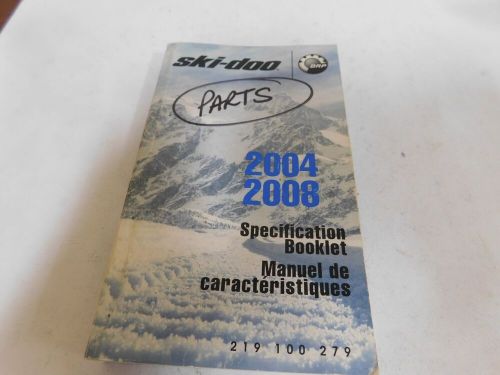 ski-doo
BRP
PARTS
2004
2008
Specification
Booklet
Manuel de
caractéristiques
219 100 279